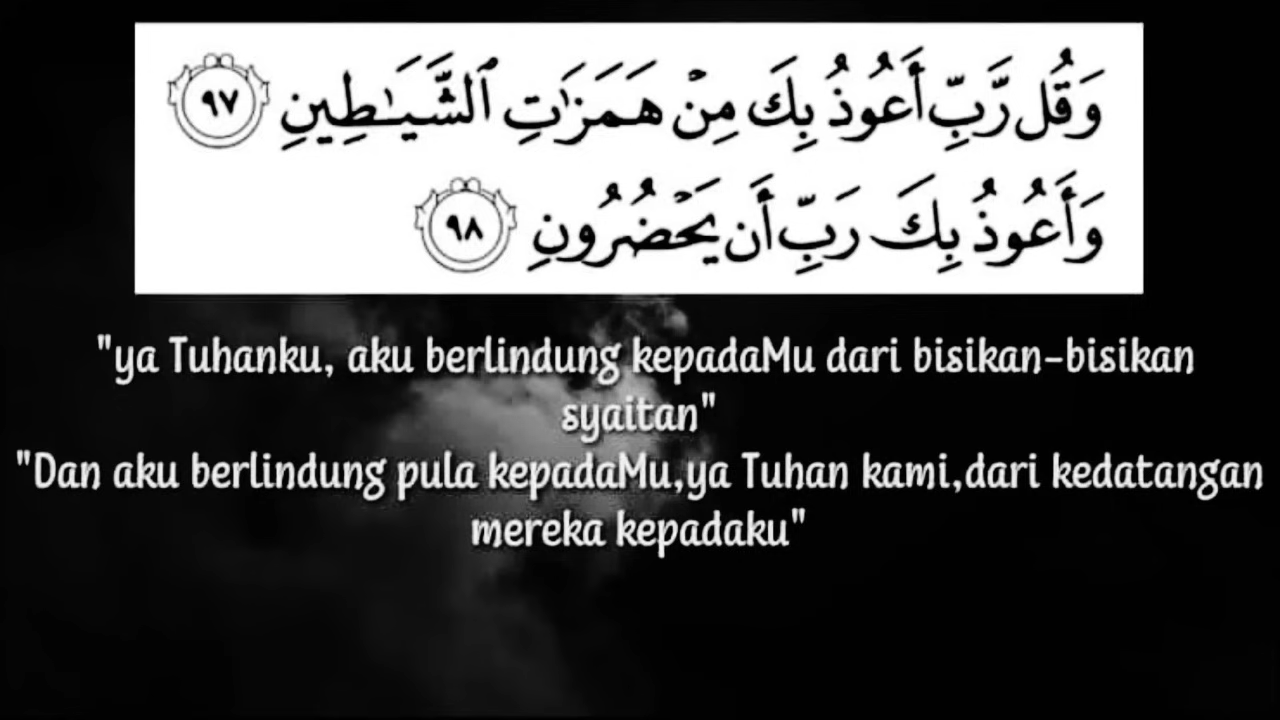 وَقُل رَّبِّ أَعُوذُ بِكَ مِنْ هَمَزَٰتِ ٱلشَّيَـٰطِينِ ٩٧
وَأَعُوذُ بِكَ رَبِّ أَن يَحْضُرُونِ ٩٨
"ya Tuhanku, aku berlindung kepadaMu dari bisikan-bisikan
syaitan"
"Dan aku berlindung pula kepadaMu,ya Tuhan kami,dari kedatangan
mereka kepadaku"